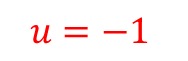 u = −1